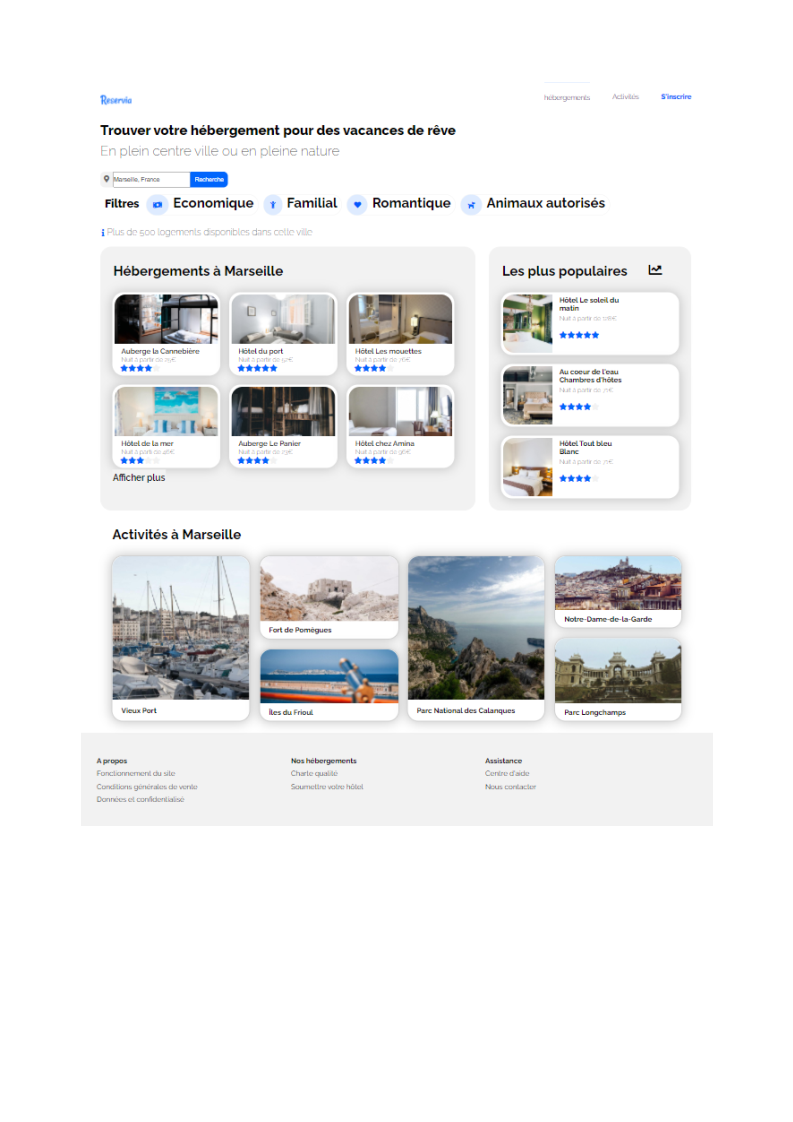 Reservia
hébergements
Activités
S'inscrire
Trouver votre hébergement pour des vacances de rêve
En plein centre ville ou en pleine nature
Marseille, France
Recherche
Filtres
Economique
Familial
Romantique
Animaux autorisés
Plus de 500 logements disponibles dans cette ville
Hébergements à Marseille
Auberge la Cannebière
Nuit à partir de 25€
Hôtel du port
Nuit à partir de 52€
Hôtel Les mouettes
Nuit à partir de 76€
Hôtel de la mer
Nuit à partir de 46€
Auberge Le Panier
Nuit à partir de
Hôtel chez Amina
Nuit à partir de 96€
Afficher plus
Les plus populaires
Hôtel Le soleil du
matin
Nuit à partir de
Au coeur de l'eau
Chambres d'hôtes
Nuit à partir de 71€
Hôtel Tout bleu
Blanc
Nuit à partir de 71€
Activités à Marseille
Vieux Port
Fort de Pomègues
Îles du Frioul
Parc National des Calanques
Notre-Dame-de-la-Garde
Parc Longchamps
A propos
Fonctionnement du site
Conditions générales de vente
Données et confidentialisé
Nos hébergements
Charte qualité
Soumettre votre hôtel
Assistance
Centre d'aide
Nous contacter